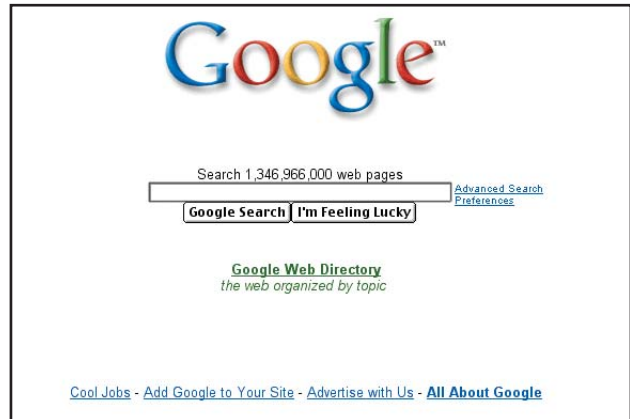 Google™
Search 1,346,966,000 web pages
Advanced Search
Preferences
Google Search I'm Feeling Lucky
Google Web Directory
the web organized by topic
Cool Jobs - Add Google to Your Site - Advertise with Us - All About Google